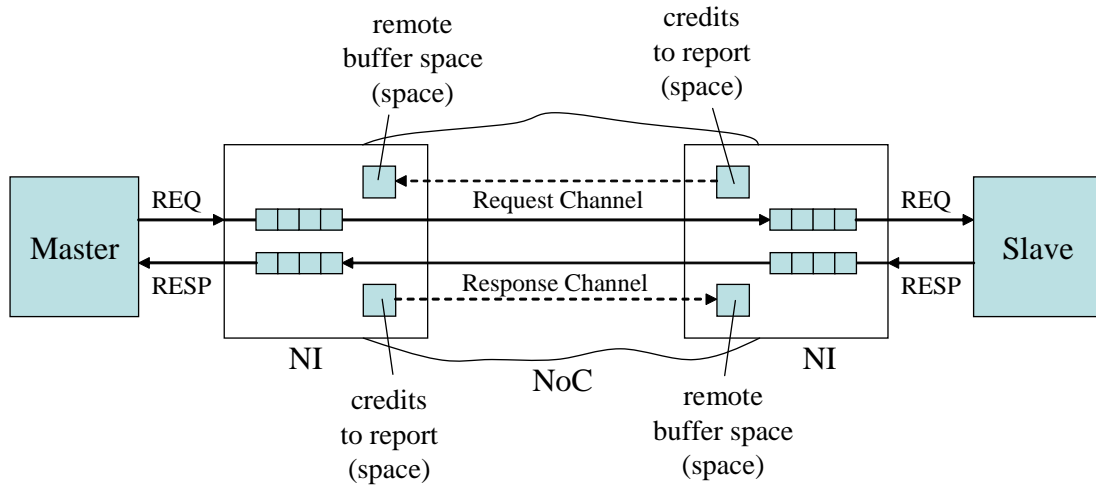 remote
buffer space
(space)
credits
to report
(space)
REQ
Request Channel
REQ
Master
Slave
RESP
Response Channel
RESP
NI
NoC
NI
credits
to report
(space)
remote
buffer space
(space)